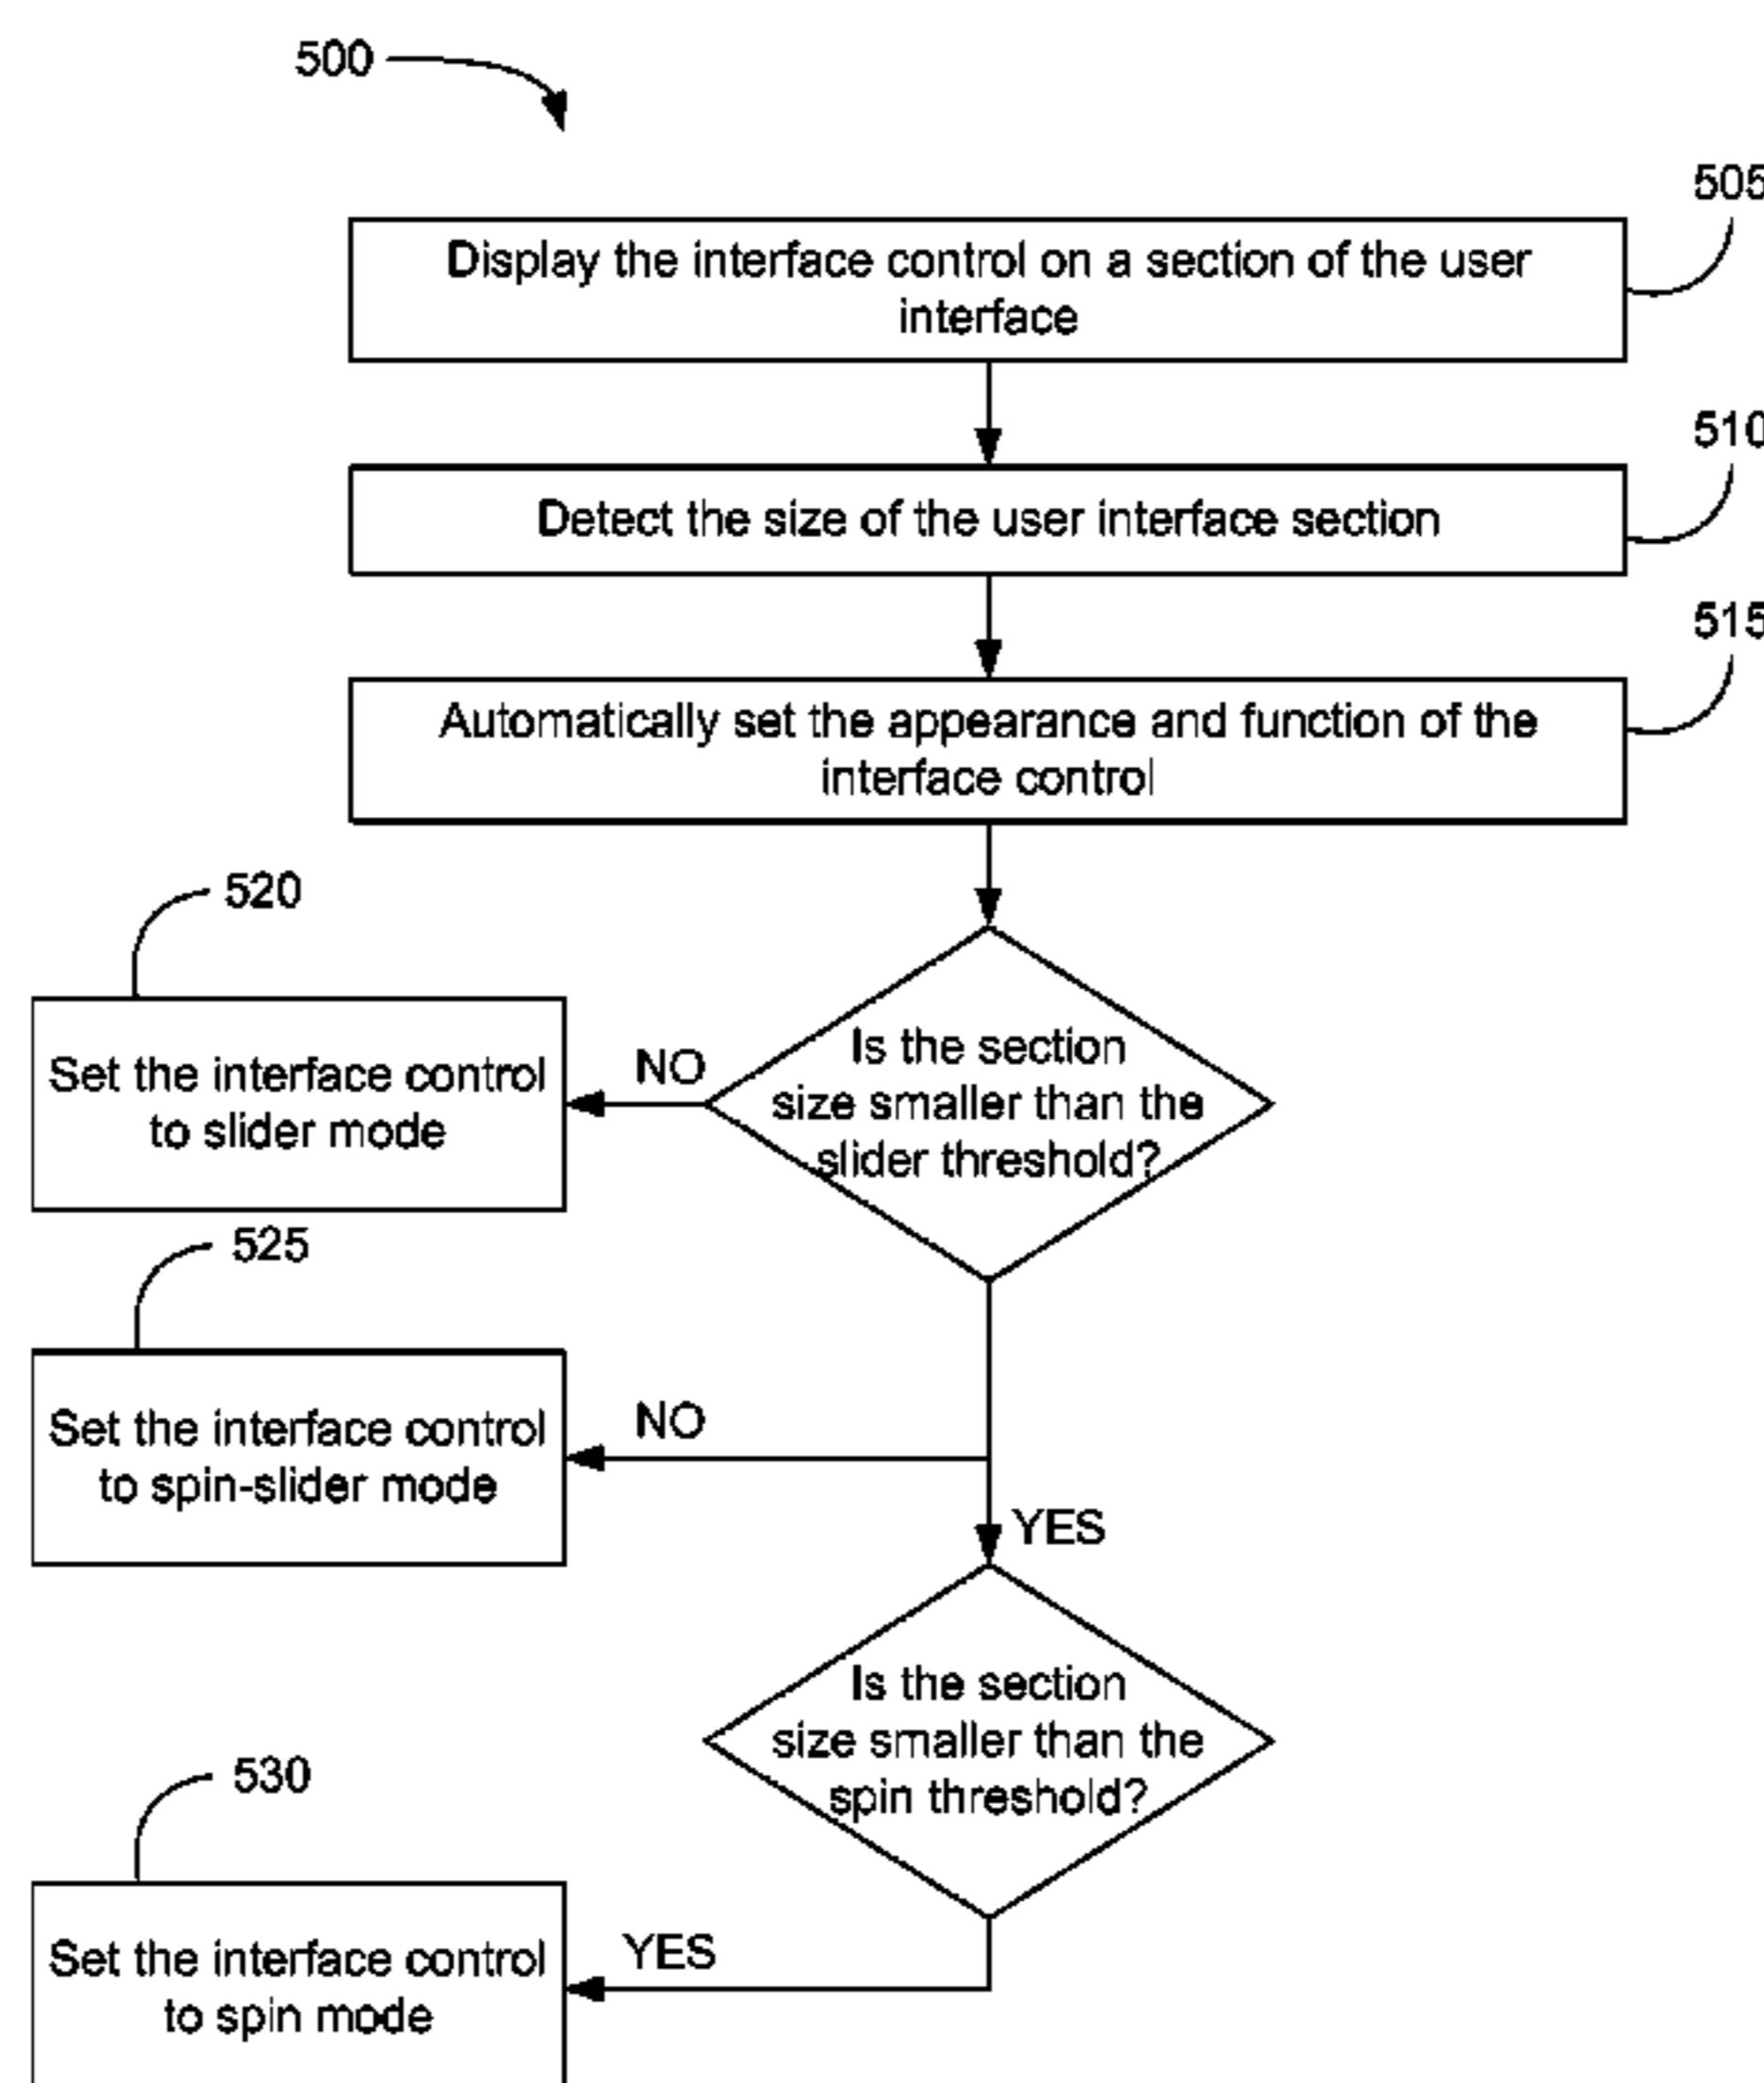 500
505
Display the interface control on a section of the user
interface
510
Detect the size of the user interface section
515
Automatically set the appearance and function of the
interface control
520
Set the interface control
to slider mode
NO
Is the section
size smaller than the
slider threshold?
525
Set the interface control
to spin-slider mode
NO
YES
Is the section
size smaller than the
spin threshold?
530
Set the interface control
to spin mode
YES